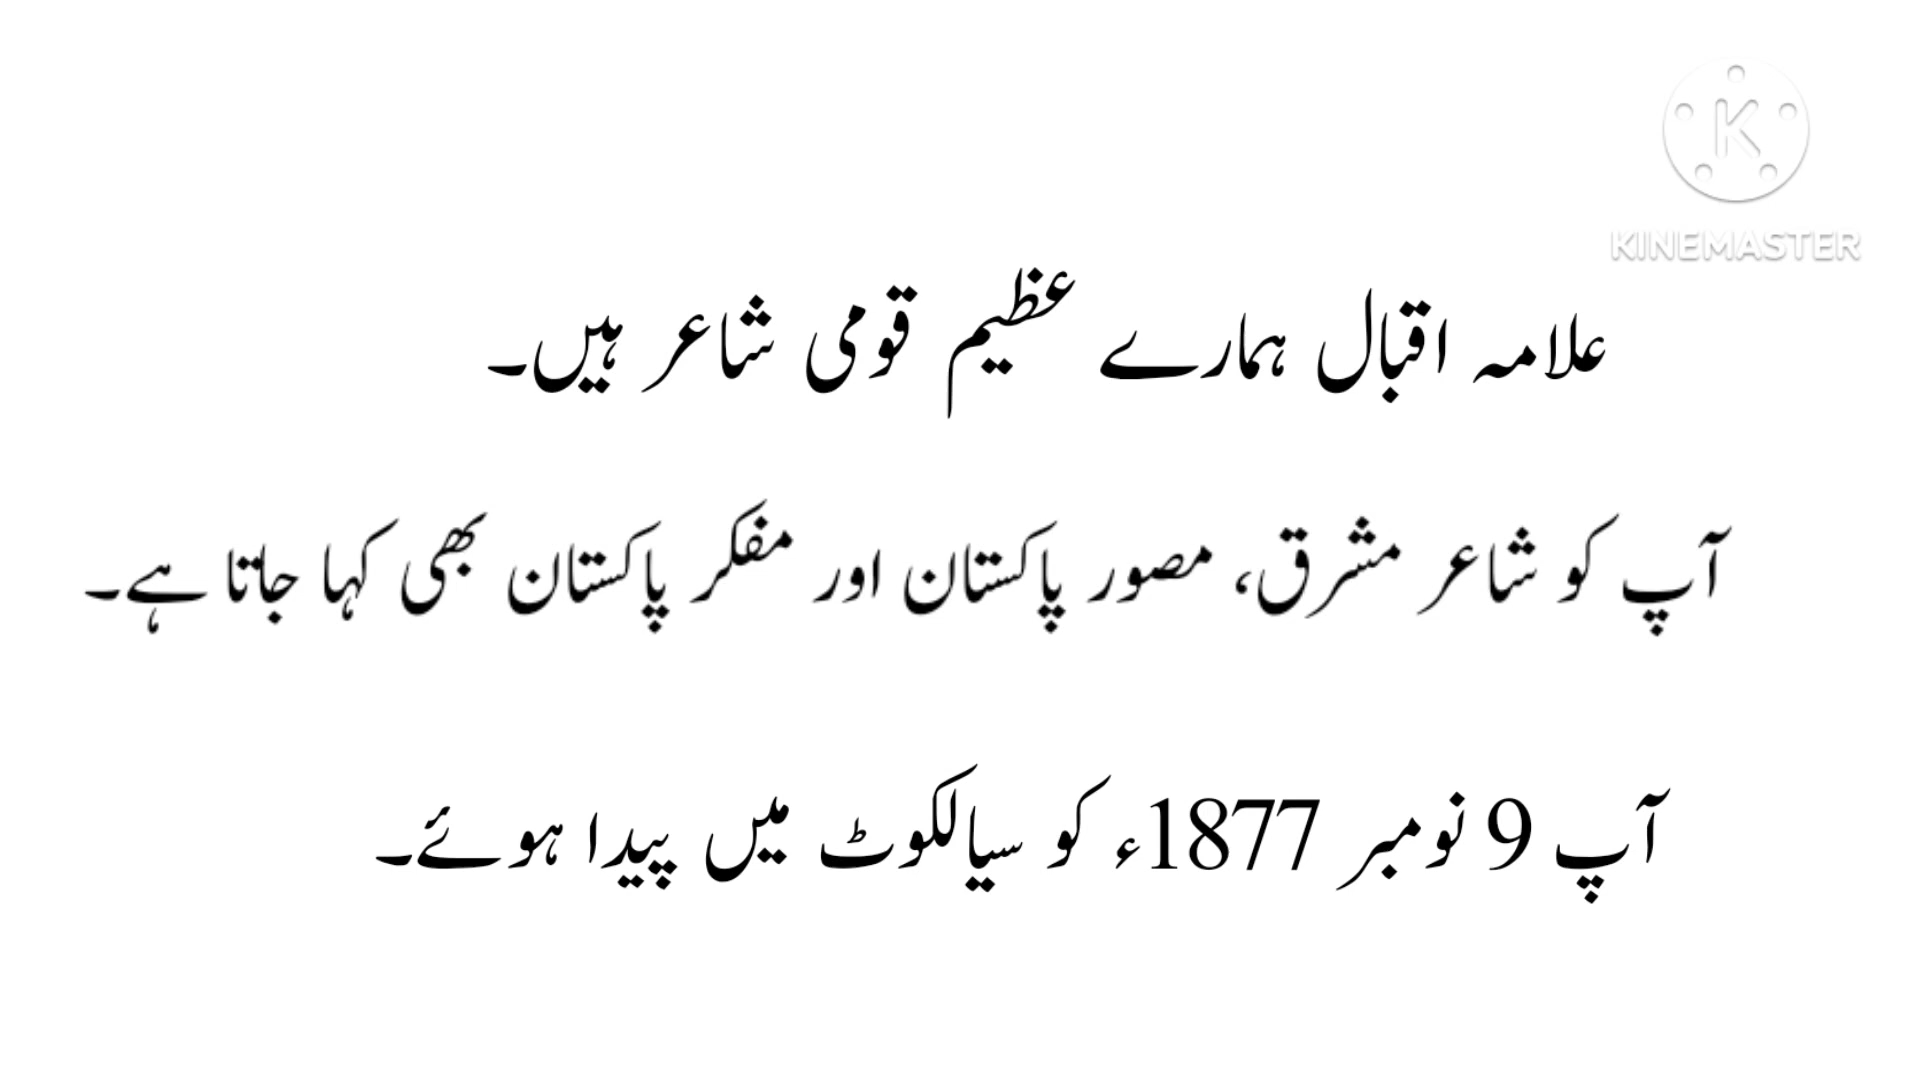 KINEMASTER
علامہ اقبال ہمارے عظیم قومی شاعر ہیں۔
آپ کو شاعر مشرق، مصور پاکستان اور مفکر پاکستان بھی کہا جاتا ہے۔
آپ 9 نومبر 1877ء کو سیالکوٹ میں پیدا ہوئے۔